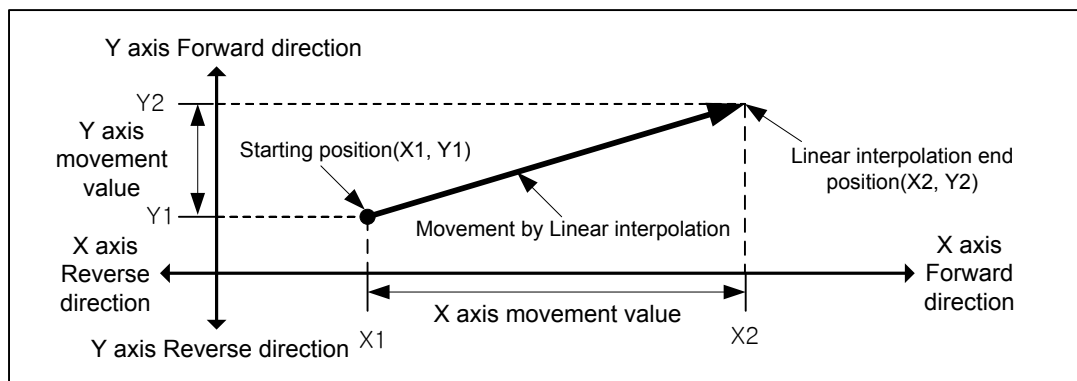 Y axis Forward direction
Y2
Y axis
movement
value
Starting position(X1, Y1)
Linear interpolation end
position(X2, Y2)
Y1
Movement by Linear interpolation
X axis
Reverse
direction
X axis
Forward
direction
X axis movement value
Y axis Reverse direction
X1
X2